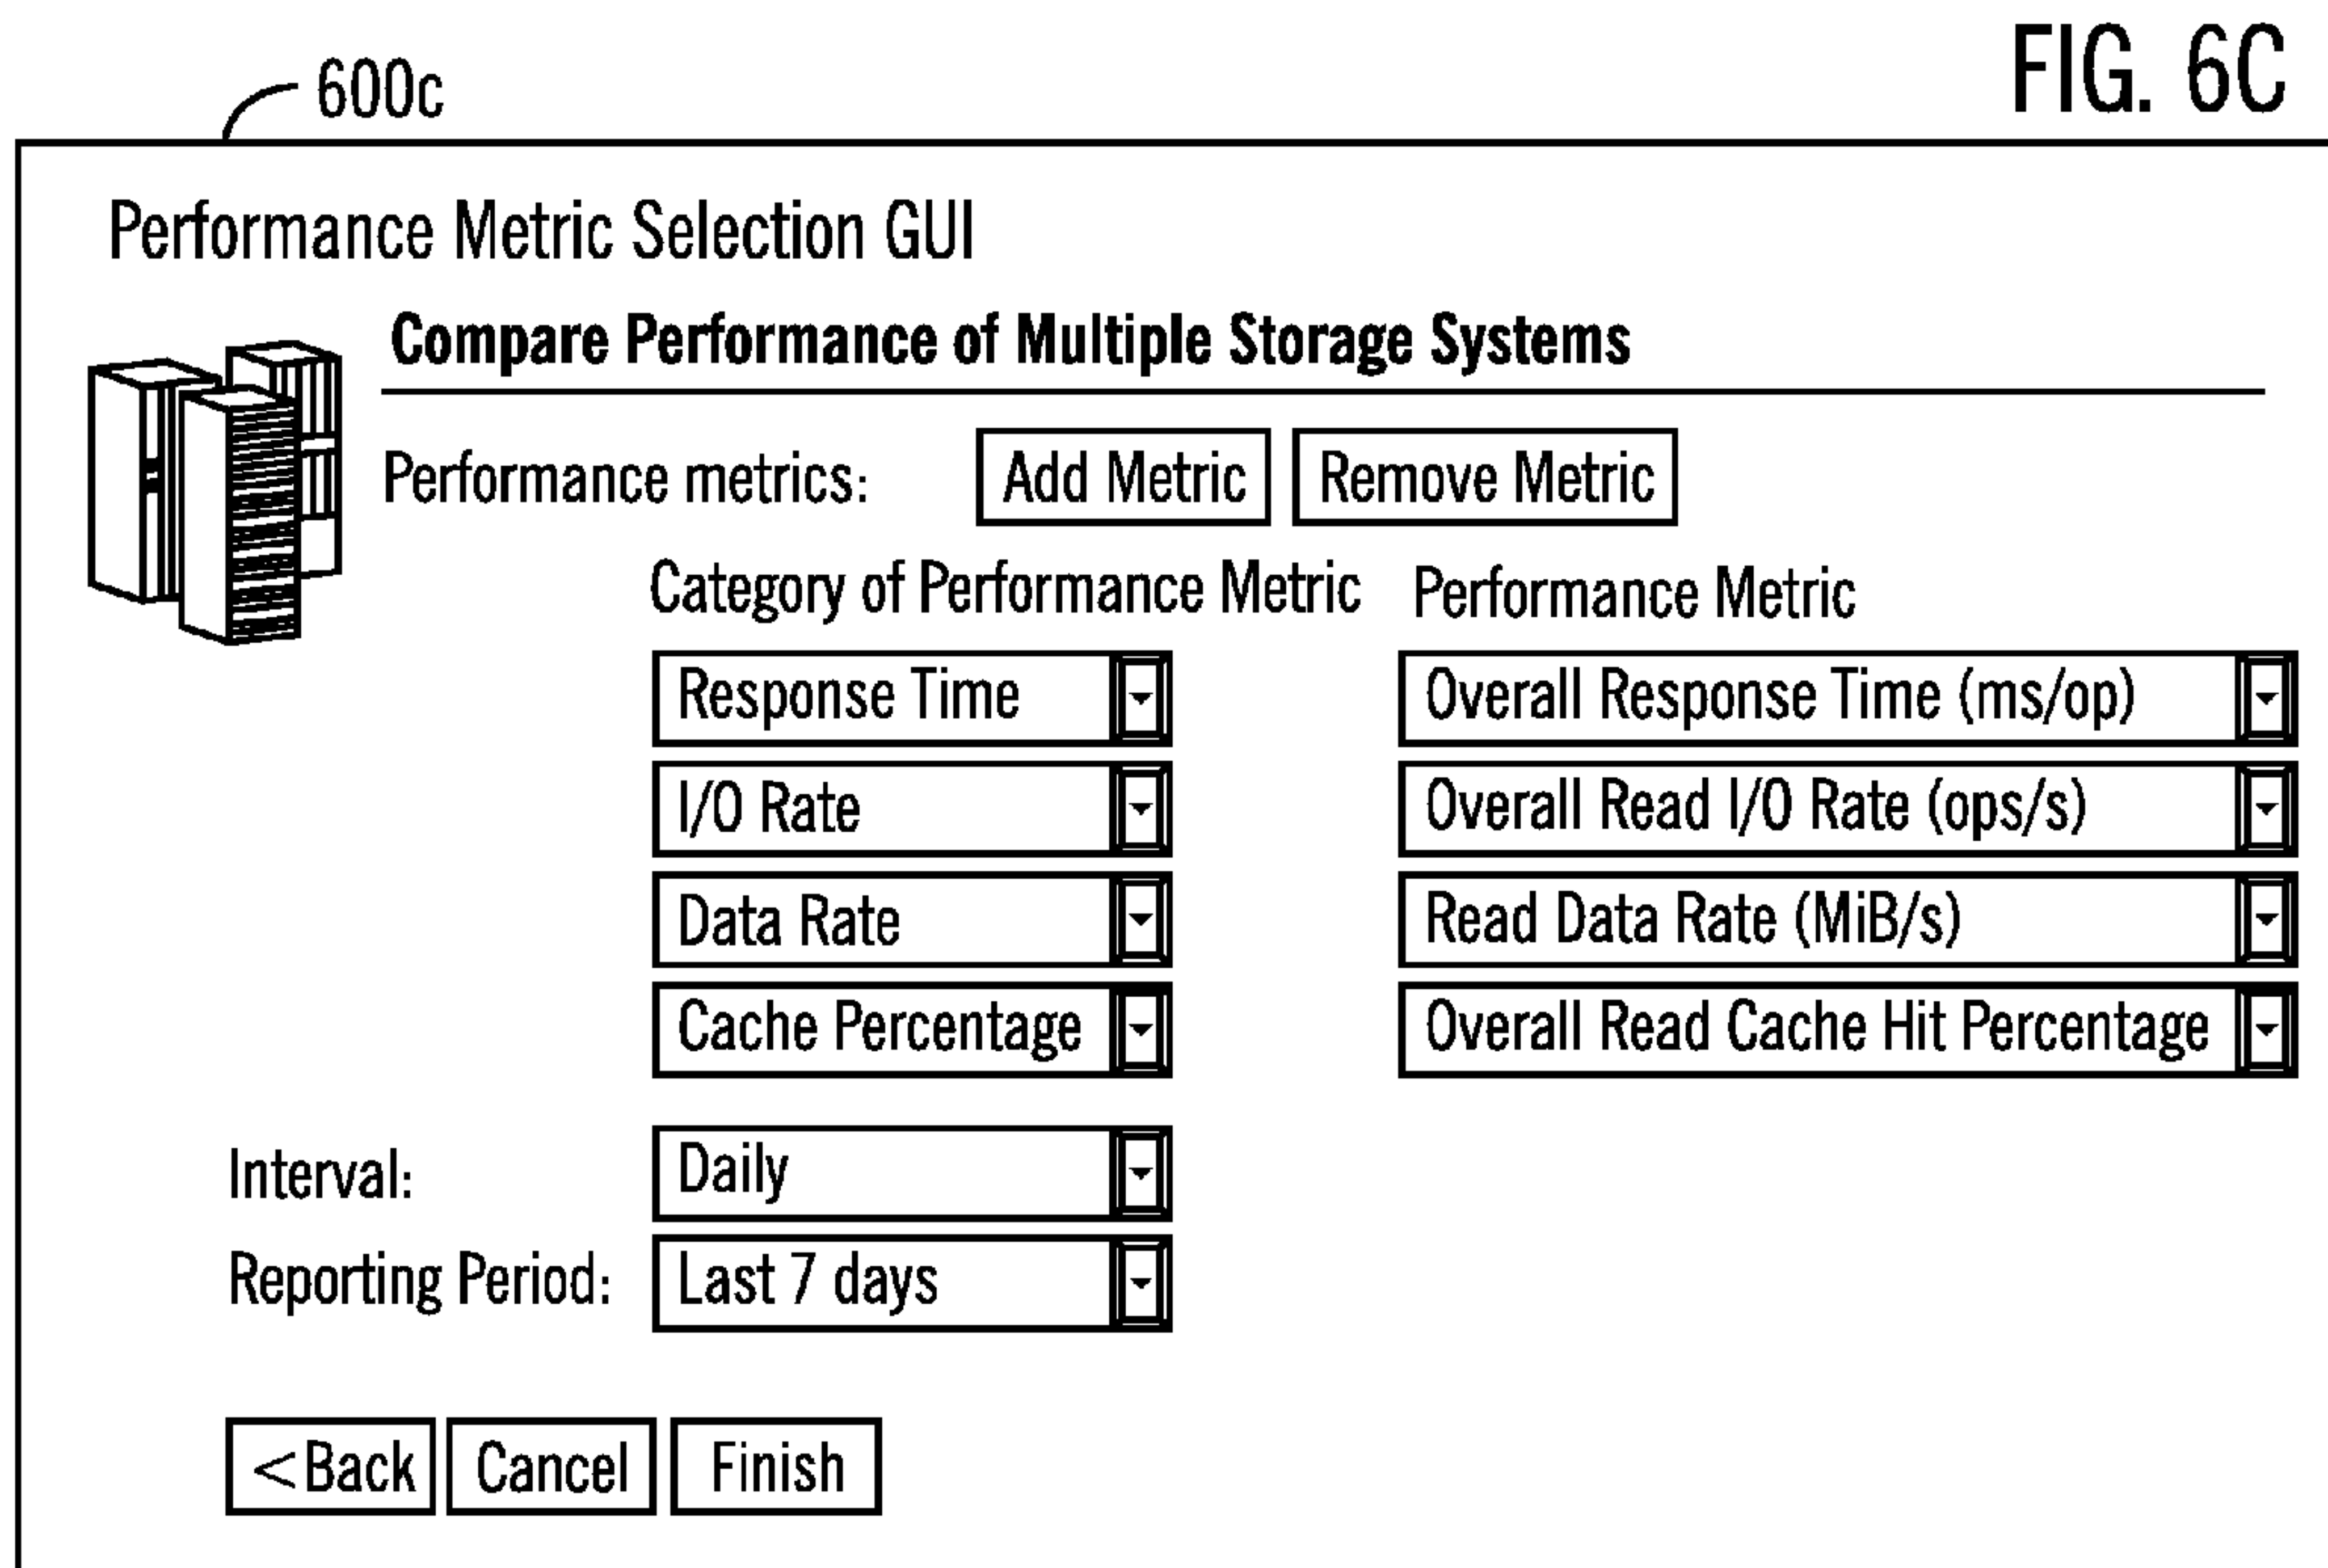 FIG. 6C
600c
Performance Metric Selection GUI
Compare Performance of Multiple Storage Systems
Performance metrics: Add Metric Remove Metric
Category of Performance Metric Performance Metric
Response Time Overall Response Time (ms/op)
I/O Rate Overall Read I/O Rate (ops/s)
Data Rate Read Data Rate (MiB/s)
Cache Percentage Overall Read Cache Hit Percentage
Interval: Daily
Reporting Period: Last 7 days
<Back Cancel Finish